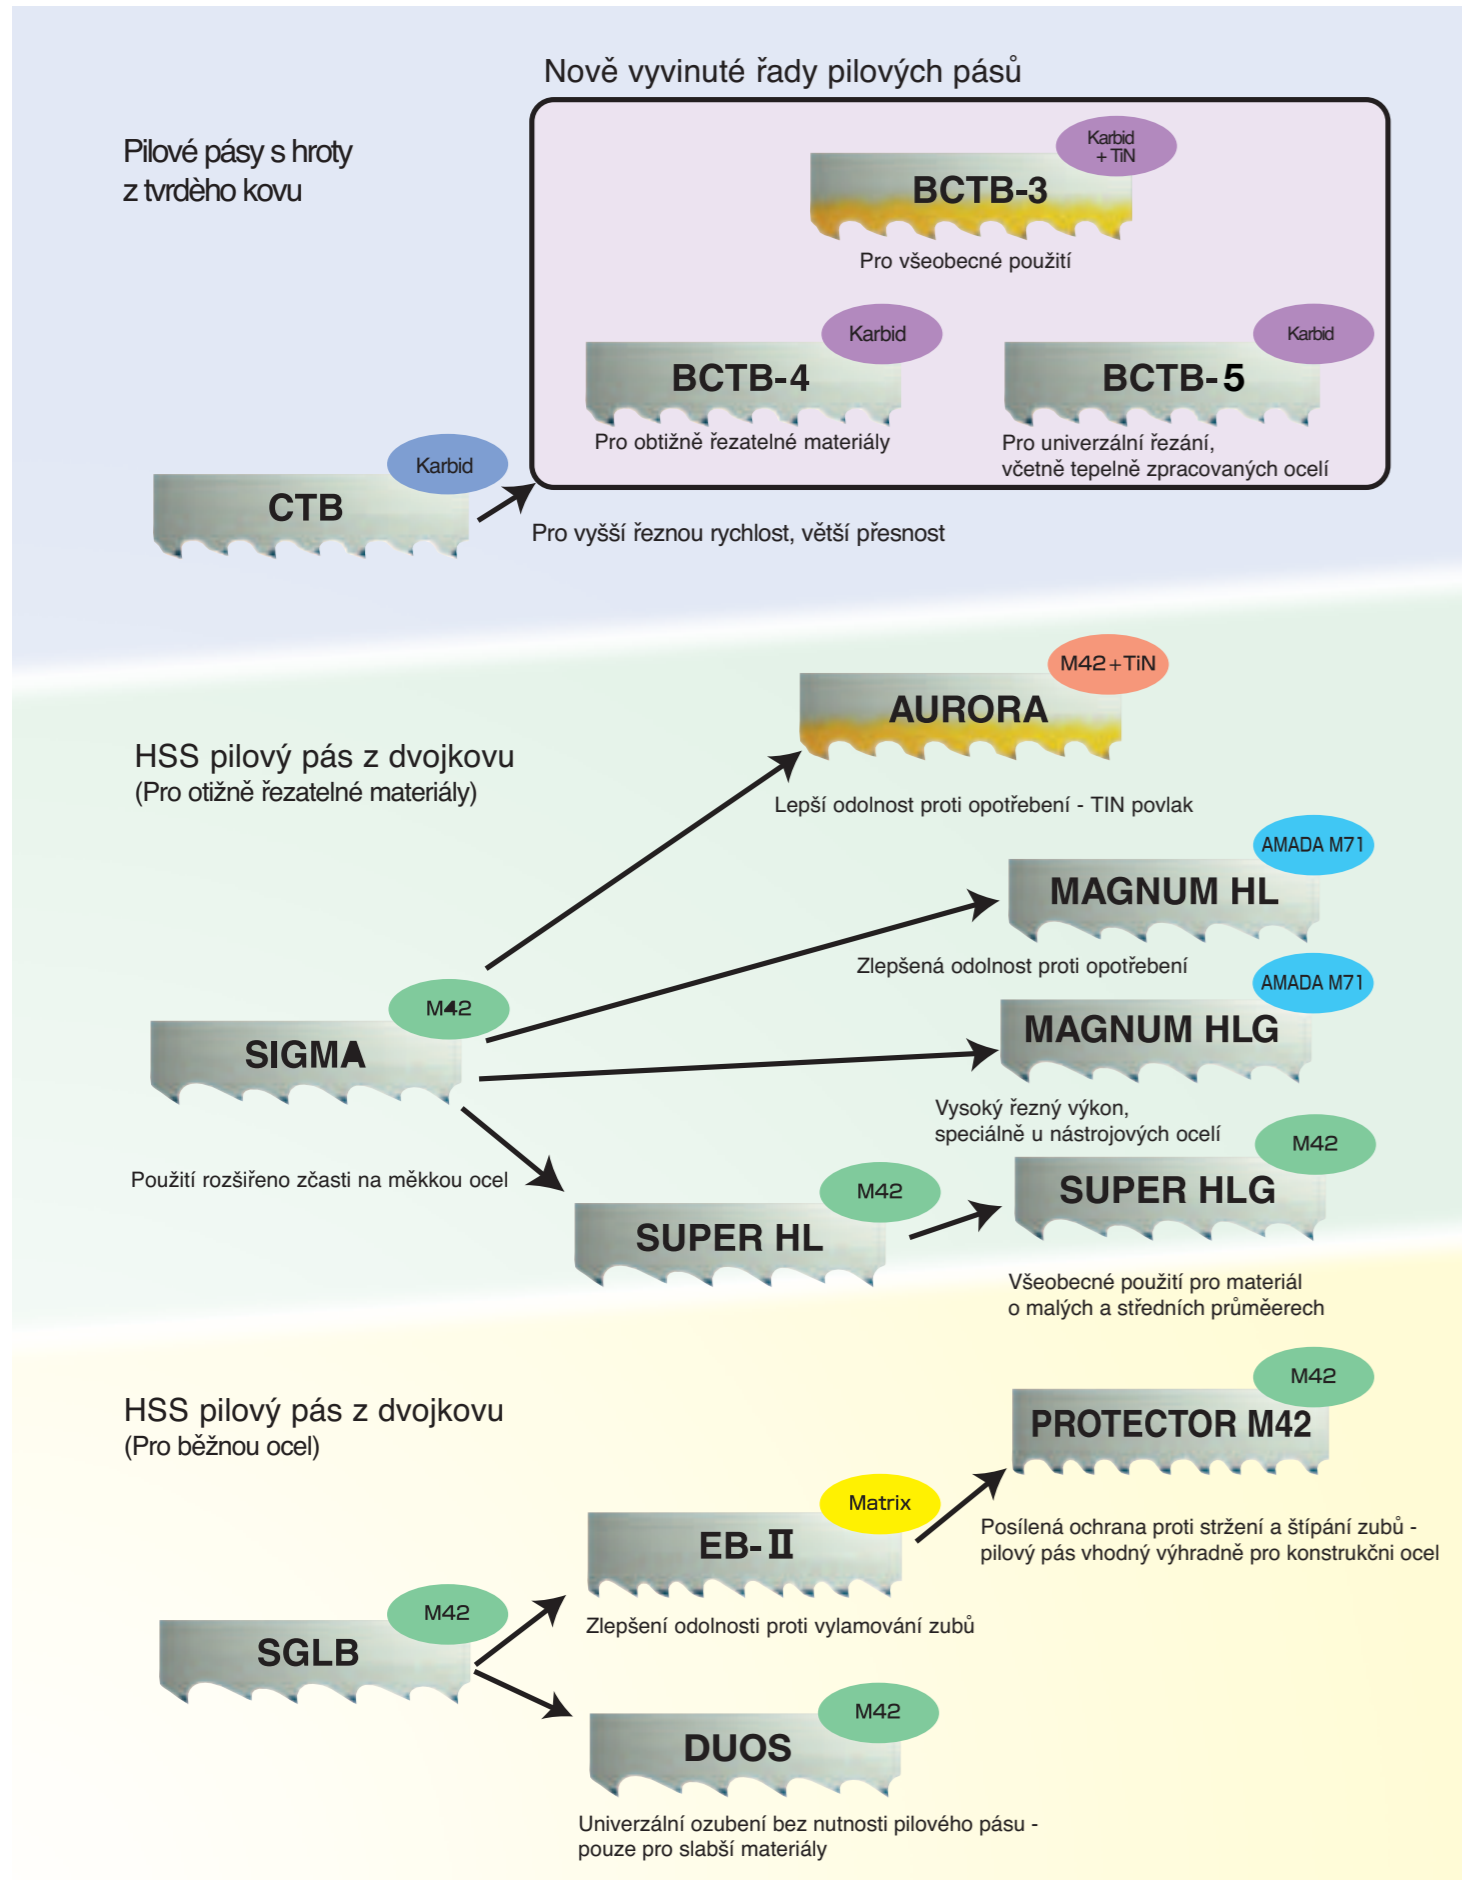 Nově vyvinuté řady pilových pásů
Pilové pásy s hroty
z tvrdèho kovu
Karbid
+ TiN
BCTB-3
Pro všeobecné použití
Karbid
BCTB-4
Pro obtižně řezatelné materiály
Karbid
BCTB-5
Pro univerzální řezání,
včetně tepelně zpracovaných ocelí
Karbid
CTB
Pro vyšší řeznou rychlost, větší přesnost
HSS pilový pás z dvojkovu
(Pro otižně řezatelné materiály)
M42+TiN
AURORA
Lepší odolnost proti opotřebení - TIN povlak
AMADA M71
MAGNUM HL
Zlepšená odolnost proti opotřebení
AMADA M71
MAGNUM HLG
Vysoký řezný výkon,
speciálně u nástrojových ocelí
M42
SIGMA
Použití rozšiřeno zčasti na měkkou ocel
M42
SUPER HL
M42
SUPER HLG
Všeobecné použití pro materiál
o malých a středních průměerech
HSS pilový pás z dvojkovu
(Pro běžnou ocel)
M42
PROTECTOR M42
Posílená ochrana proti stržení a štípání zubů -
pilový pás vhodný výhradně pro konstrukčni ocel
Matrix
EB-II
Zlepšení odolnosti proti vylamování zubů
M42
SGLB
M42
DUOS
Univerzální ozubení bez nutnosti pilového pásu -
pouze pro slabší materiály